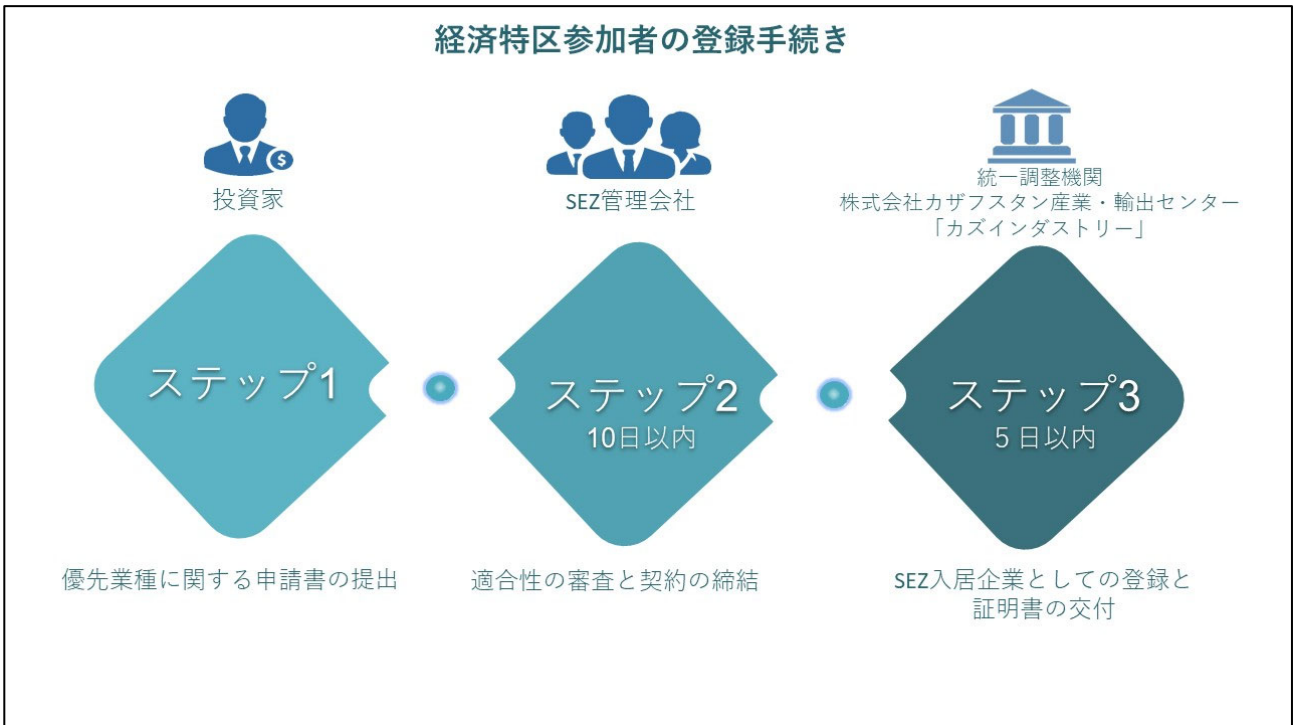 経済特区参加者の登録手続き
$
投資家
SEZ管理会社
統一調整機関
株式会社カザフスタン産業・輸出センター
「カズインダストリー」
ステップ1
ステップ2
10日以内
ステップ3
5 日以内
優先業種に関する申請書の提出
適合性の審査と契約の締結
SEZ入居企業としての登録と
証明書の交付